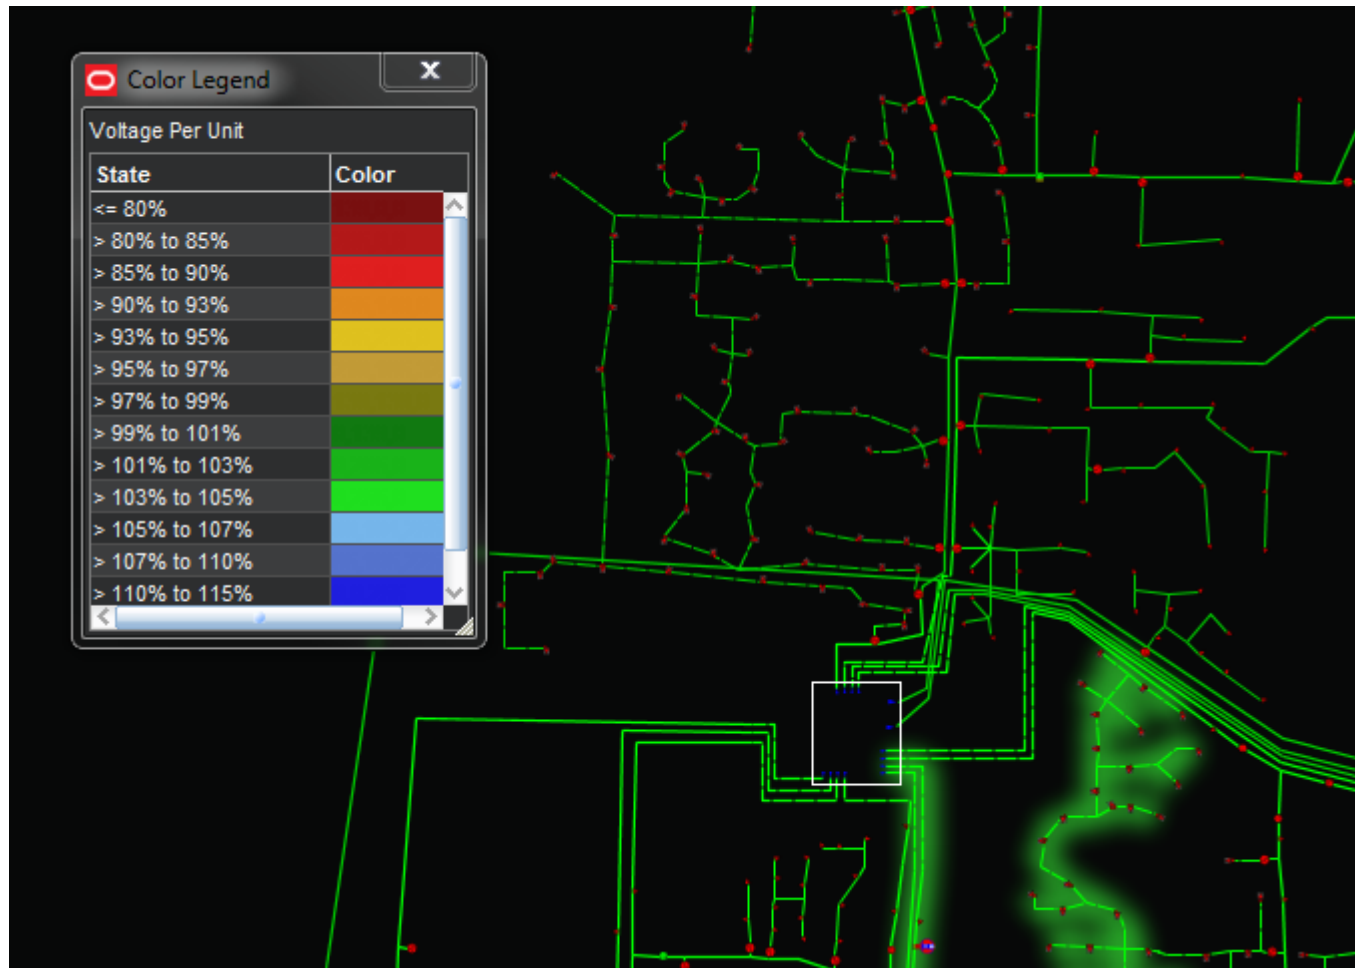 Color Legend
X
Voltage Per Unit
State Color
<= 80%
> 80% to 85%
> 85% to 90%
> 90% to 93%
> 93% to 95%
> 95% to 97%
> 97% to 99%
> 99% to 101%
> 101% to 103%
> 103% to 105%
> 105% to 107%
> 107% to 110%
> 110% to 115%